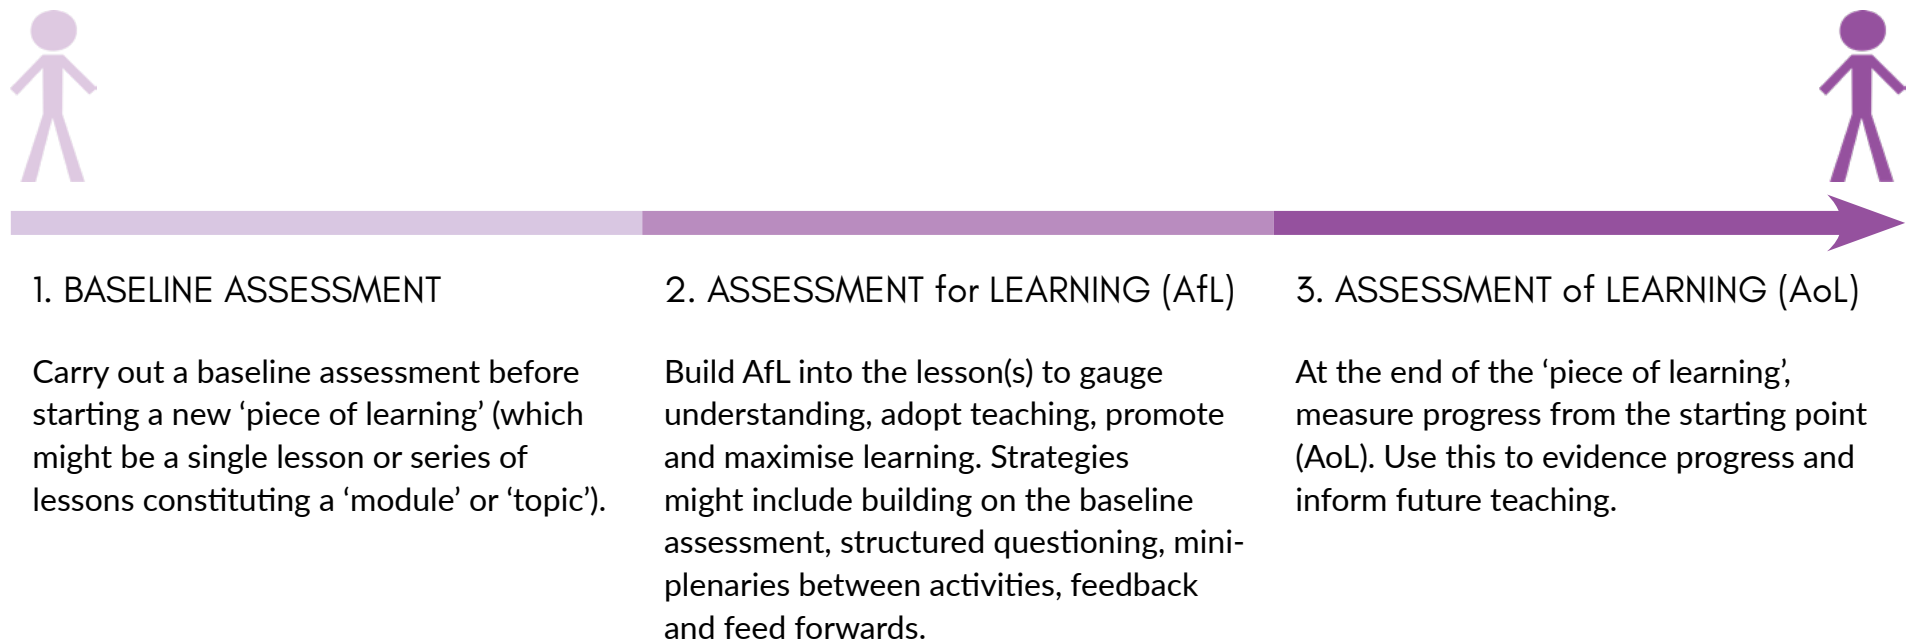 1. BASELINE ASSESSMENT
Carry out a baseline assessment before
starting a new ‘piece of learning’ (which
might be a single lesson or series of
lessons constituting a ‘module’ or ‘topic’).
2. ASSESSMENT for LEARNING (AfL)
Build AfL into the lesson(s) to gauge
understanding, adopt teaching, promote
and maximise learning. Strategies
might include building on the baseline
assessment, structured questioning, mini-
plenaries between activities, feedback
and feed forwards.
3. ASSESSMENT of LEARNING (AoL)
At the end of the ‘piece of learning’,
measure progress from the starting point
(AoL). Use this to evidence progress and
inform future teaching.